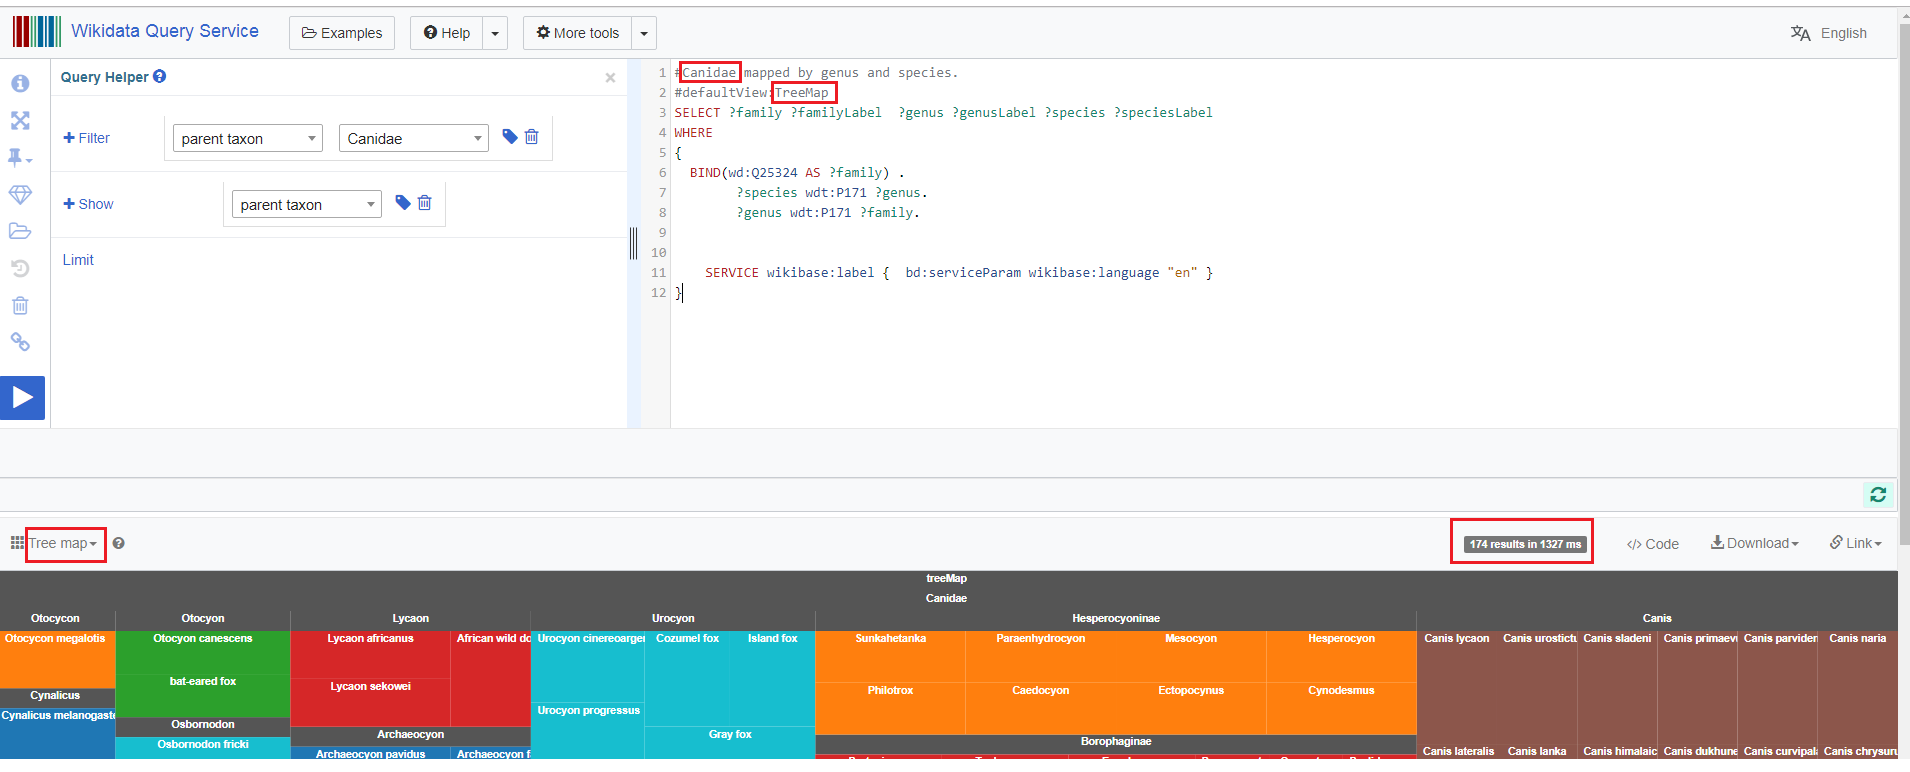 Wikidata Query Service
Examples
Help
More tools
English
Query Helper
+ Filter
parent taxon
Canidae
+ Show
parent taxon
Limit
1 #Canidae mapped by genus and species.
2 #defaultView:TreeMap
3 SELECT ?family ?familyLabel  ?genus ?genusLabel ?species ?speciesLabel
4 WHERE
5 {
6 BIND(wd:Q25324 AS ?family) .
7 ?species wdt:P171 ?genus.
8 ?genus wdt:P171 ?family.
9
10
11 SERVICE wikibase:label {  bd:serviceParam wikibase:language "en" }
12 }
Tree map
174 results in 1327 ms
</> Code
Download
Link
treeMap
Canidae
Otocycon Otocyon Lycaon Urocyon Hesperocyoninae Canis
Otocycon megalotis Otocyon canescens Lycaon africanus African wild do Urocyon cinereoarge Cozumel fox Island fox Sunkahetanka Paraenhydrocyon Mesocyon Hesperocyon Canis lycaon Canis urostictu Canis sladeni Canis primaev Canis parviden Canis naria
bat-eared fox Lycaon sekowei Philotrox Caedocyon Ectopocynus Cynodesmus
Cynalicus
Cynalicus melanogaste Urocyon progressus
Osbornodon Archaeocyon Gray fox
Osbornodon fricki Borophaginae
Archaeocyon pavidus Archaeocyon f Canis lateralis Canis lanka Canis himalaic Canis dukhune Canis curvipala Canis chrysuru